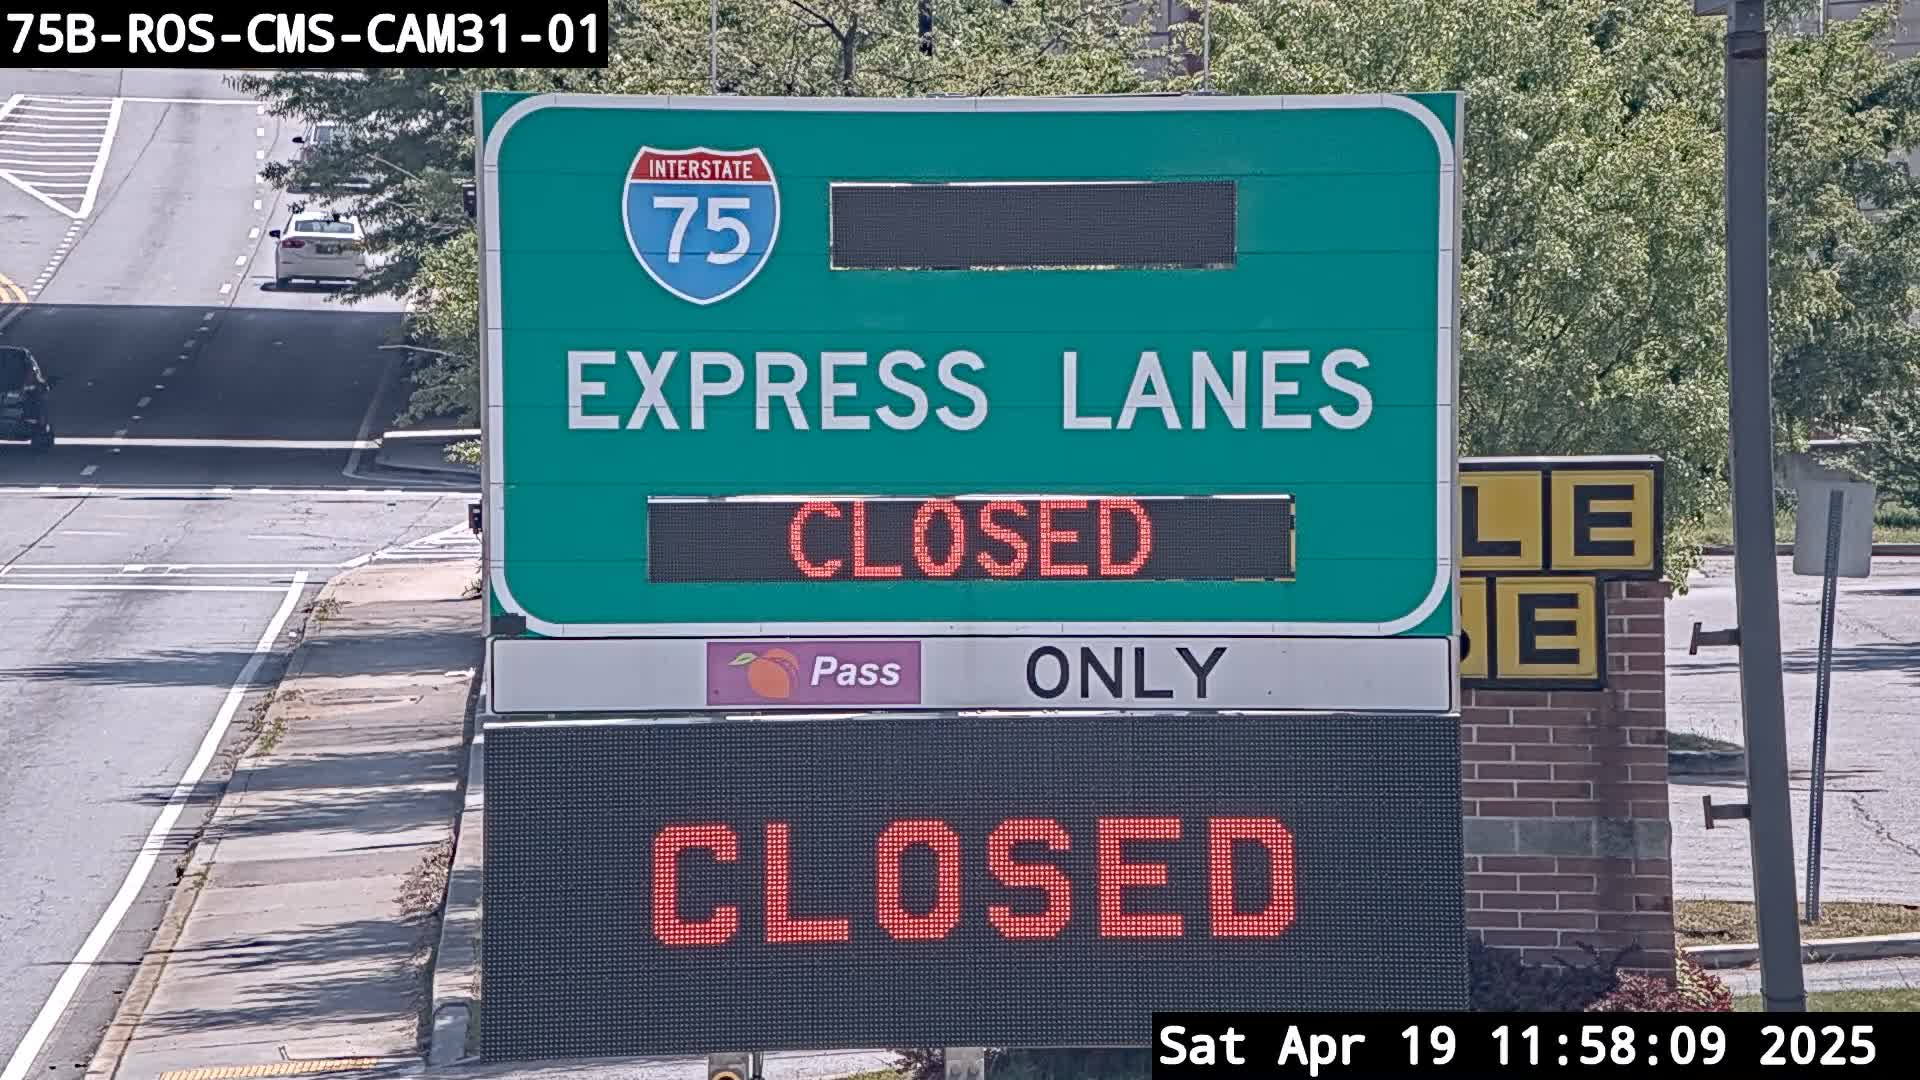 75B-ROS-CMS-CAM31-01
INTERSTATE
75
EXPRESS LANES
CLOSED
Pass ONLY
CLOSED
LE
E
Sat Apr 19 11:58:09 2025